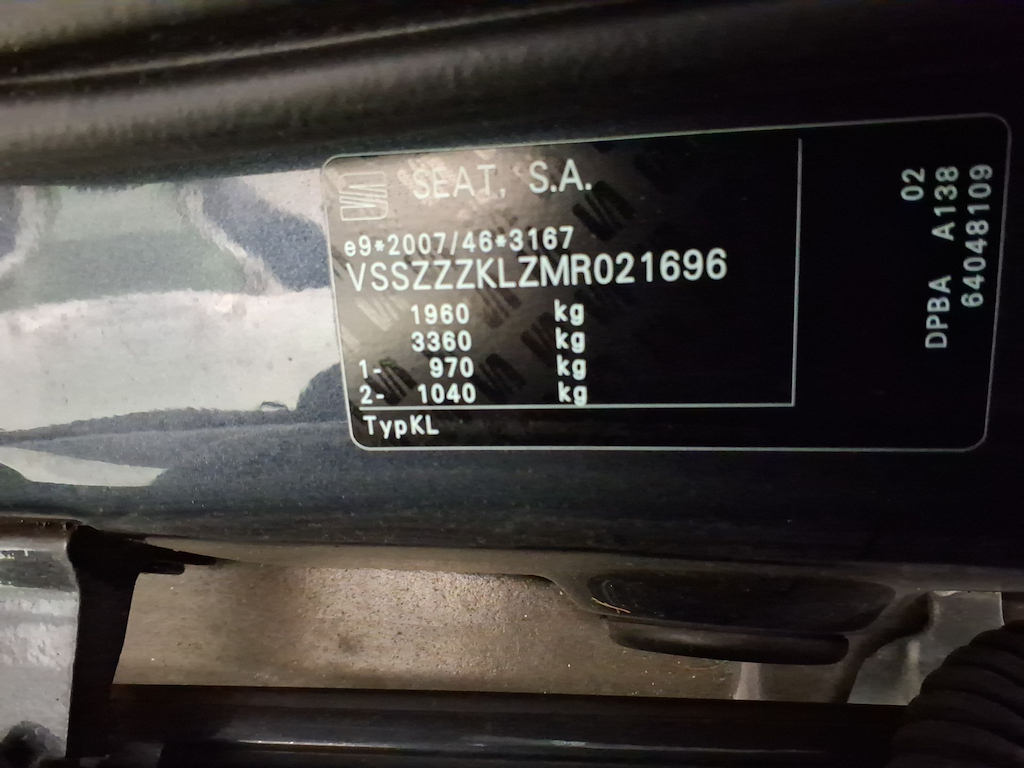 SEAT, S.A.
e9*2007/46*3167
VSSZZZKLZMR021696
1960 kg
3360 kg
1- 970 kg
2- 1040 kg
TypKL
02
DPBA A138
64048109